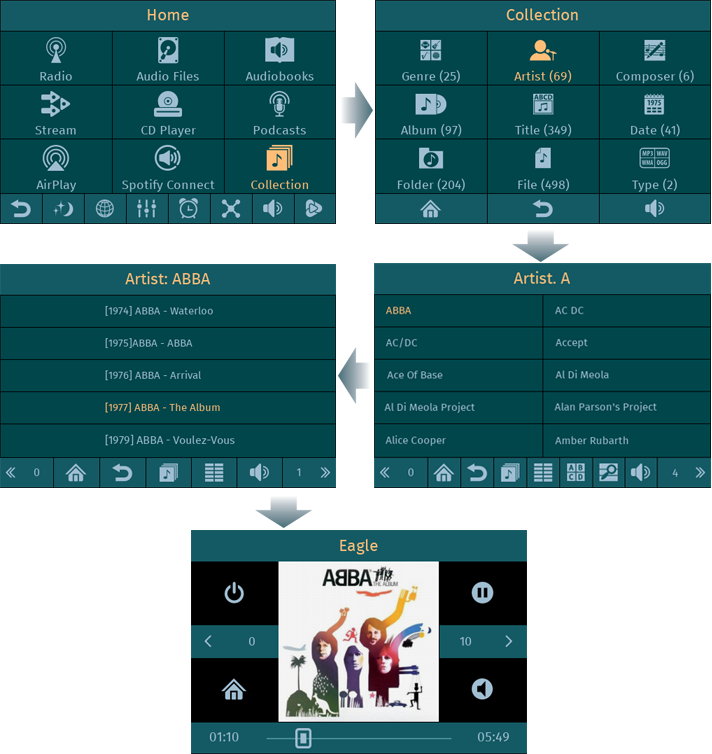 Home
Radio
Audio Files
Audiobooks
Stream
CD Player
Podcasts
AirPlay
Spotify Connect
Collection
Collection
Genre (25)
Artist (69)
Composer (6)
ABCD
1975
Album (97)
Title (349)
Date (41)
MP3 WAV
WMA OGG
Folder (204)
File (498)
Type (2)
Artist. A
ABBA
AC DC
AC/DC
Accept
Ace Of Base
Al Di Meola
Al Di Meola Project
Alan Parson's Project
Alice Cooper
Amber Rubarth
0
A B
C D
4
Artist: ABBA
[1974] ABBA - Waterloo
[1975]ABBA - ABBA
[1976] ABBA - Arrival
[1977] ABBA - The Album
[1979] ABBA - Voulez-Vous
0
1
Eagle
ABBA
THE ALBUM
0
10
01:10
05:49